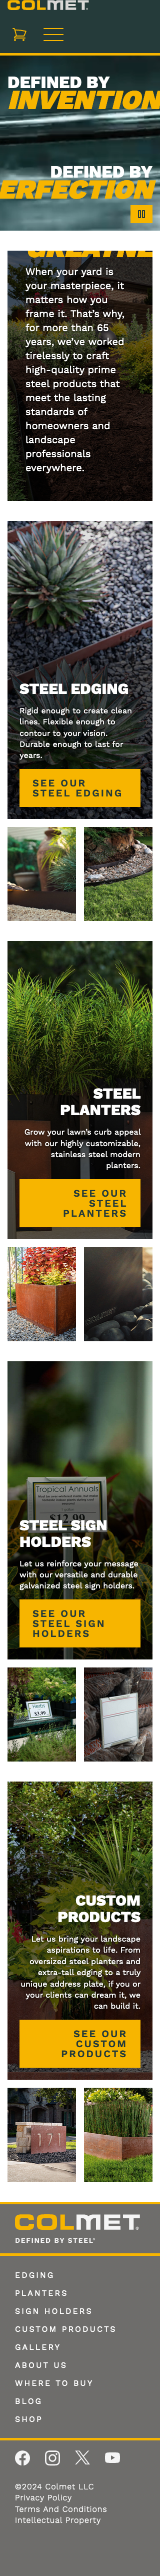 COLMET
DEFINED BY
INVENTION
DEFINED BY
ERFECTION
When your yard is
your masterpiece, it
matters how you
frame it. That's why,
for more than 65
years, we've worked
tirelessly to craft
high-quality prime
steel products that
meet the lasting
standards of
homeowners and
landscape
professionals
everywhere.
STEEL EDGING
Rigid enough to create clean
lines. Flexible enough to
contour to your vision.
Durable enough to last for
years.
SEE OUR
STEEL EDGING
STEEL
PLANTERS
Grow your lawn's curb appeal
with our highly customizable,
stainless steel modern
planters.
SEE OUR
STEEL
PLANTERS
Tropical Annuals
$12.99
STEEL SIGN
HOLDERS
Let us reinforce your message
with our versatile and durable
galvanized steel sign holders.
SEE OUR
STEEL SIGN
HOLDERS
Herbs
$3.99
CUSTOM
PRODUCTS
Let us bring your landscape
aspirations to life. From
oversized steel planters and
extra-tall edging to a truly
unique address plate, if you or
your clients can dream it, we
can build it.
SEE OUR
CUSTOM
PRODUCTS
COLMET
DEFINED BY STEEL
EDGING
PLANTERS
SIGN HOLDERS
CUSTOM PRODUCTS
GALLERY
ABOUT US
WHERE TO BUY
BLOG
SHOP
©2024 Colmet LLC
Privacy Policy
Terms And Conditions
Intellectual Property